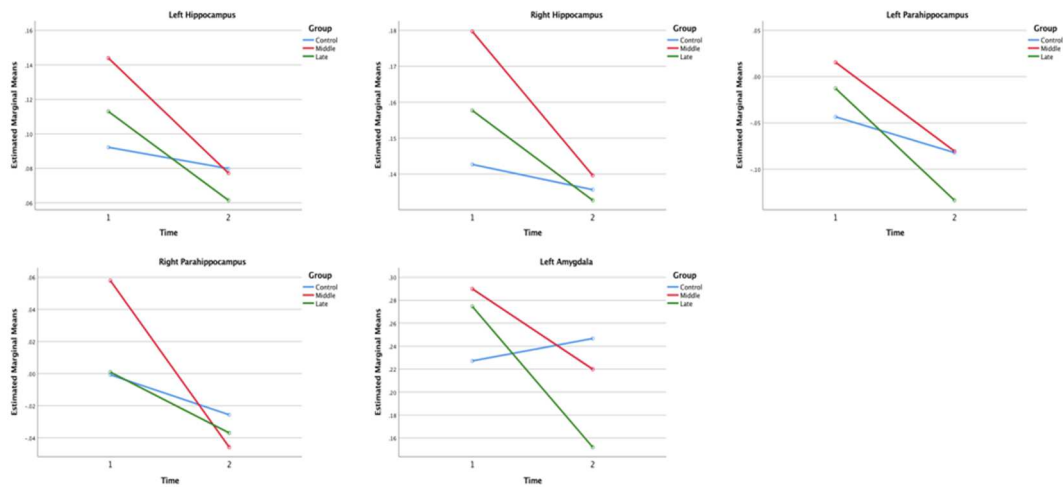 Left Hippocampus
.16
.14
.12
.10
.08
.06
Estimated Marginal Means
1
2
Time
Group
Control
Middle
Late
Right Hippocampus
.18
.17
.16
.15
.14
Estimated Marginal Means
1
2
Time
Group
Control
Middle
Late
Left Parahippocampus
.05
.00
-.05
-.10
Estimated Marginal Means
1
2
Time
Group
Control
Middle
Late
Right Parahippocampus
.06
.04
.02
.00
-.02
-.04
Estimated Marginal Means
1
2
Time
Group
Control
Middle
Late
Left Amygdala
.30
.28
.26
.24
.22
.20
.18
.16
Estimated Marginal Means
1
2
Time
Group
Control
Middle
Late